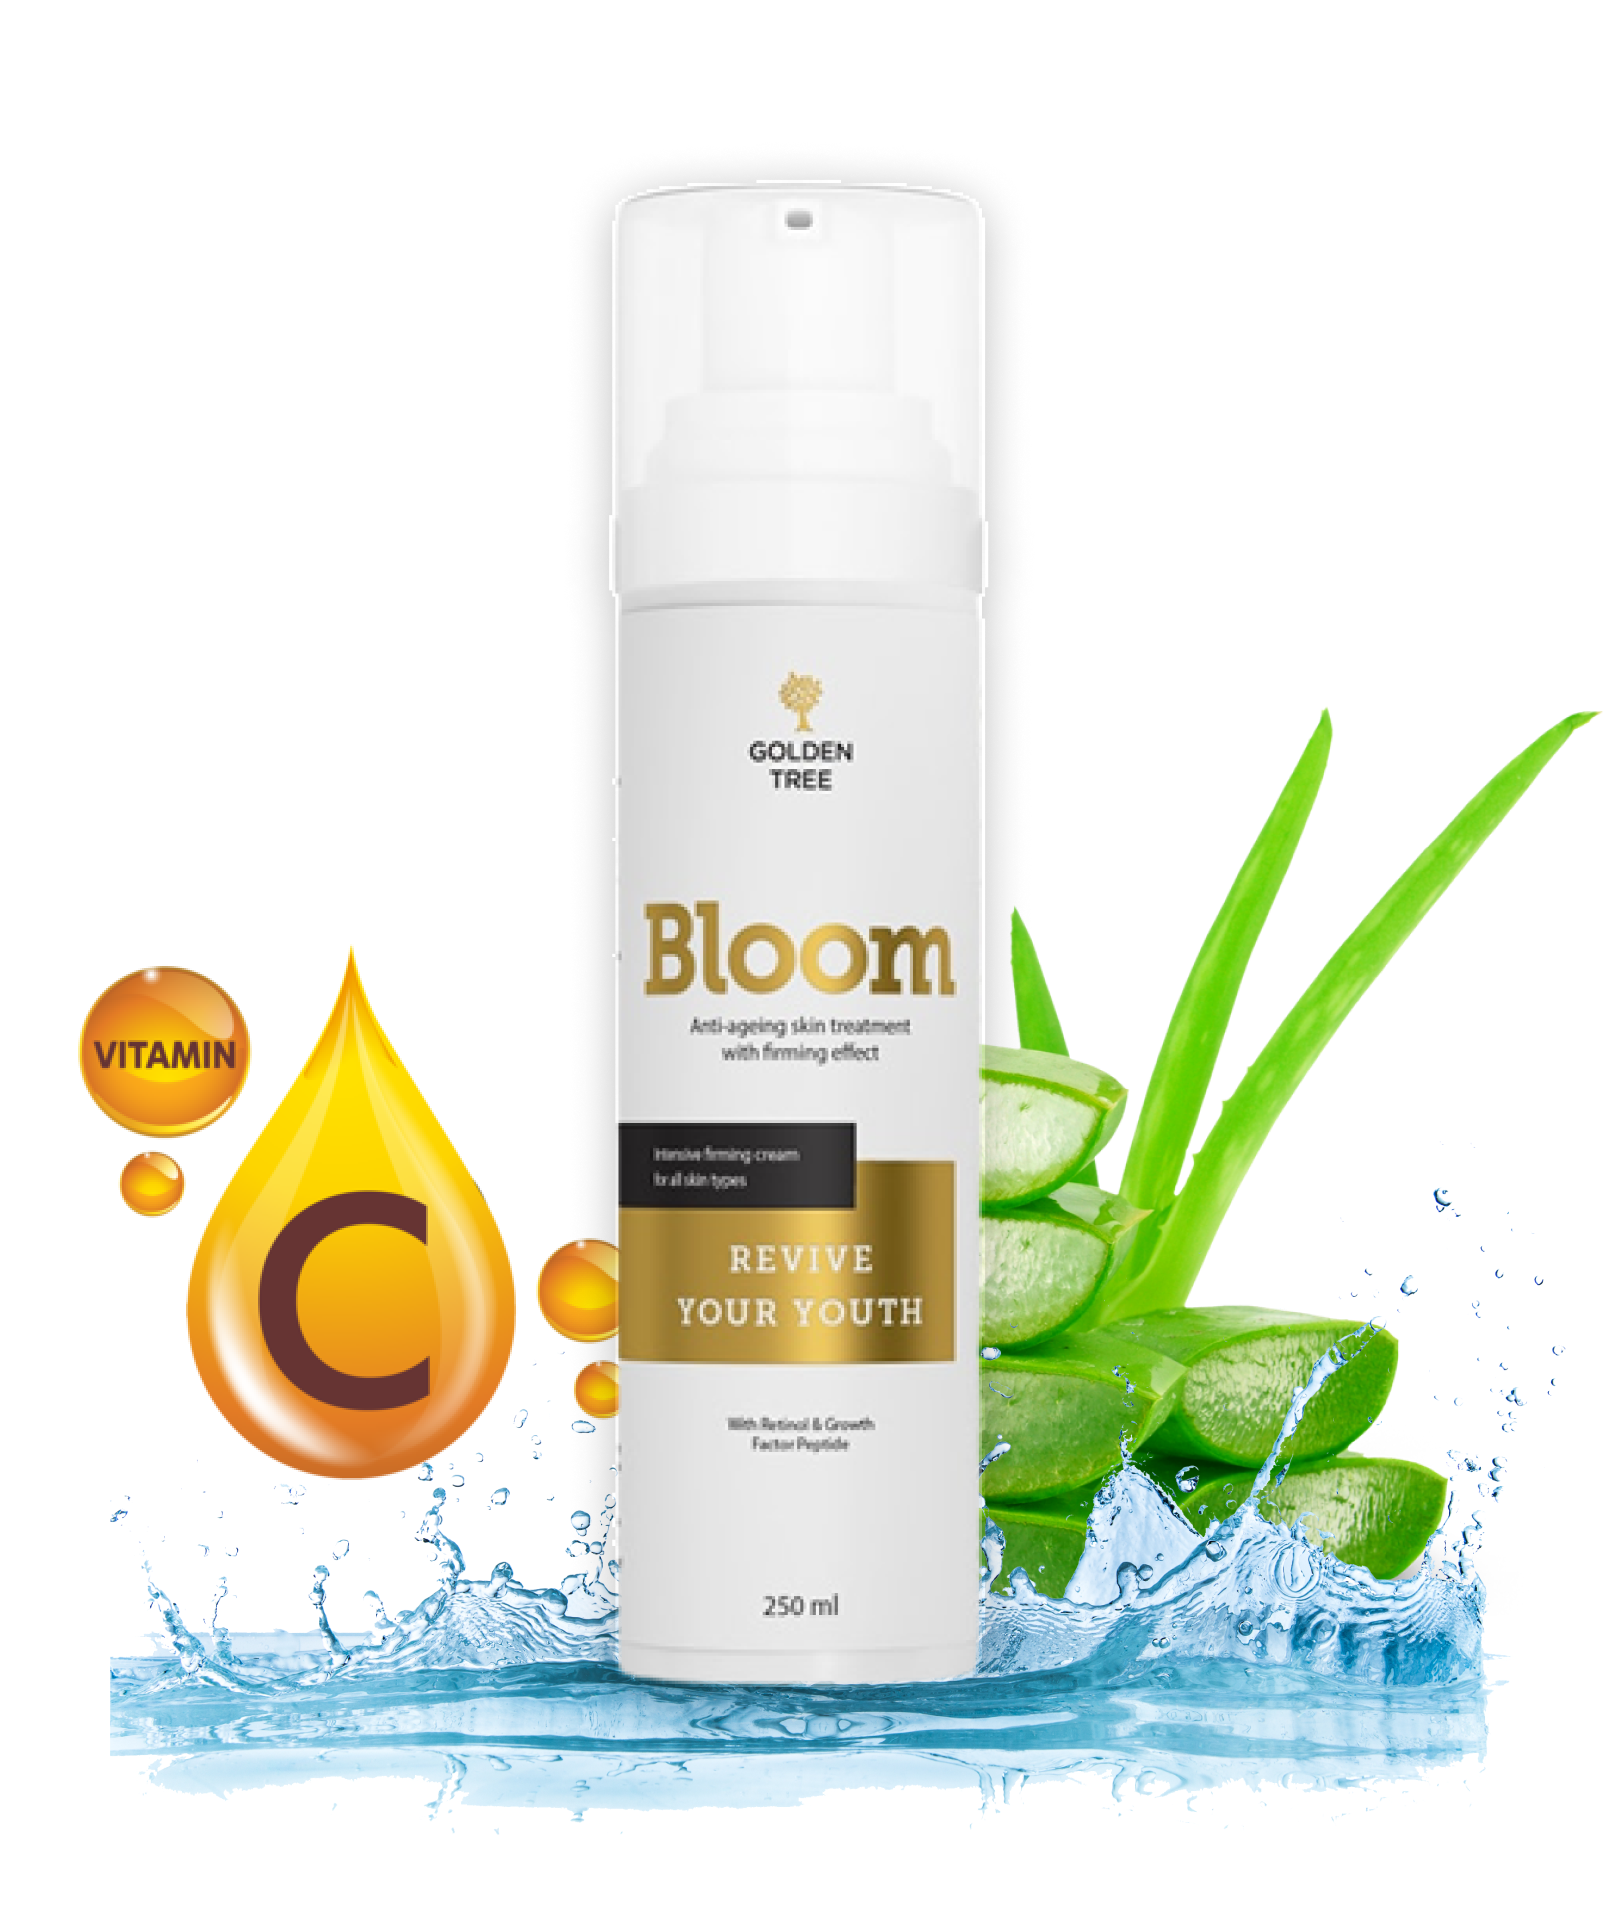 GOLDEN
TREE
Bloom
Anti-ageing skin treatment
with firming effect
Intensive firming cream
for all skin types
REVIVE
YOUR YOUTH
With Retinol & Growth
Factor Peptide
250 ml
VITAMIN
C